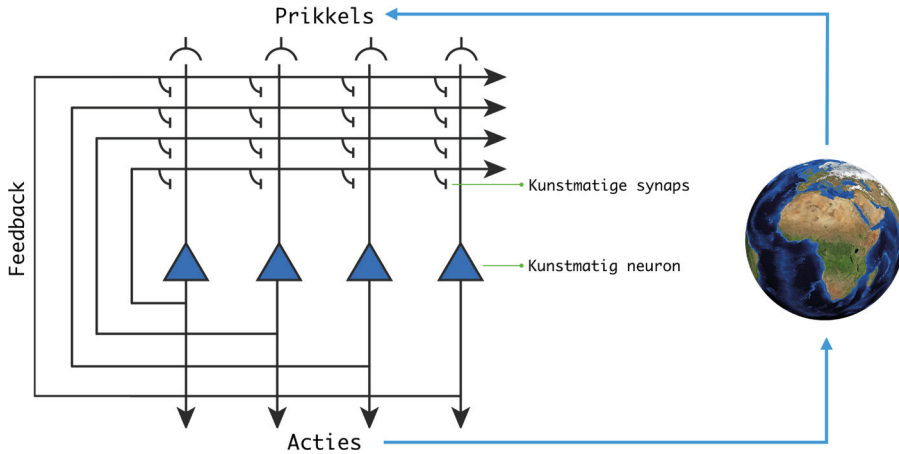 Prikkels
Feedback
Kunstmatige synaps
Kunstmatig neuron
Acties